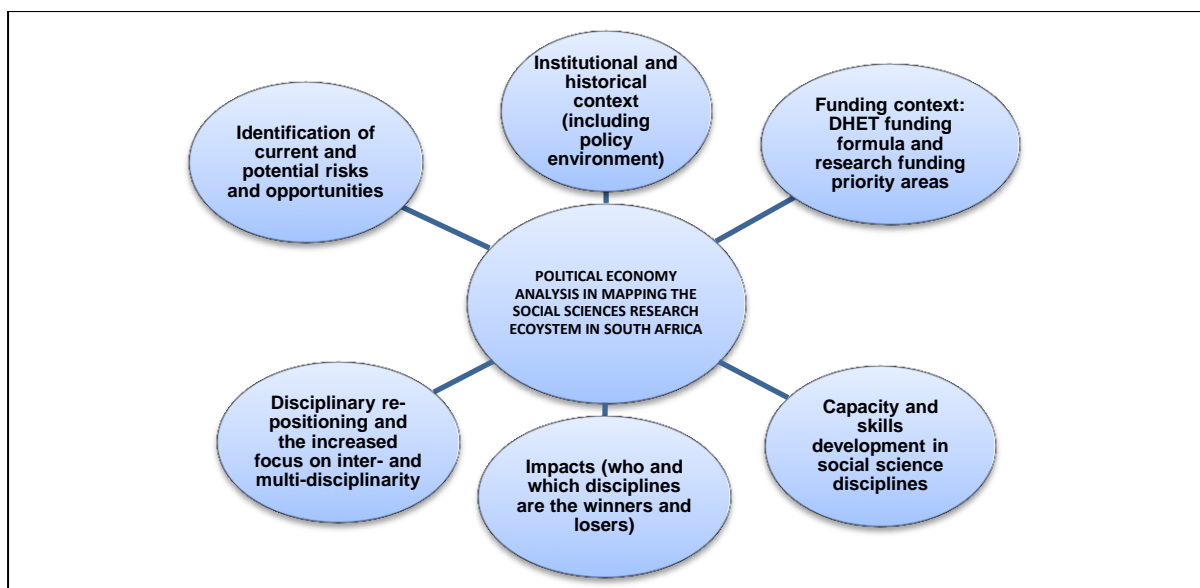 Institutional and
historical
context
(including
policy
environment)
Funding context:
DHET funding
formula and
research funding
priority areas
Identification of
current and
potential risks
and opportunities
POLITICAL ECONOMY
ANALYSIS IN MAPPING THE
SOCIAL SCIENCES RESEARCH
ECOYSTEM IN SOUTH AFRICA
Disciplinary re-
positioning and
the increased
focus on inter- and
multi-disciplinarity
Impacts (who and
which disciplines
are the winners and
losers)
Capacity and
skills
development in
social science
disciplines